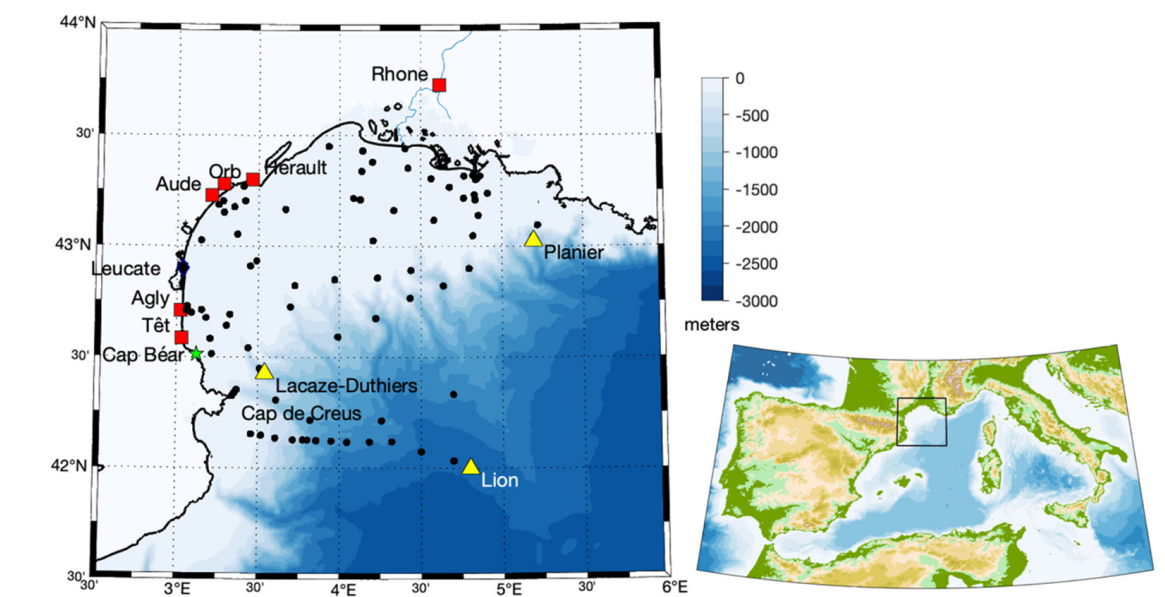 44°N
Rhone
30'
Orb
Herault
Aude
43°N
Planier
Leucate
Agly
Têt
30'
Cap Béar
Lacaze-Duthiers
Cap de Creus
42°N
Lion
30'
30'
3°E
30'
4°E
30'
5°E
30'
6°E
0
-500
-1000
-1500
-2000
-2500
-3000
meters